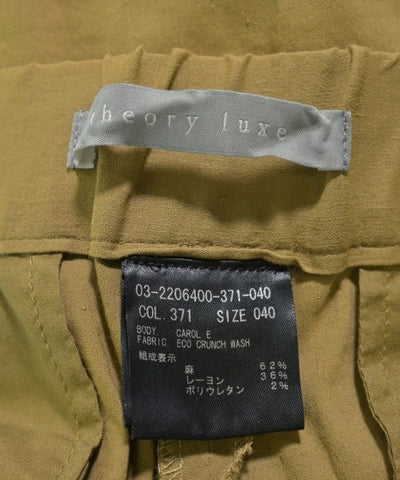 theory luxe
03-2206400-371-040
COL. 371 SIZE 040
BODY CAROL E
FABRIC ECO CRUNCH WASH
組成表示
麻 62%
レーヨン 36%
ポリウレタン 2%